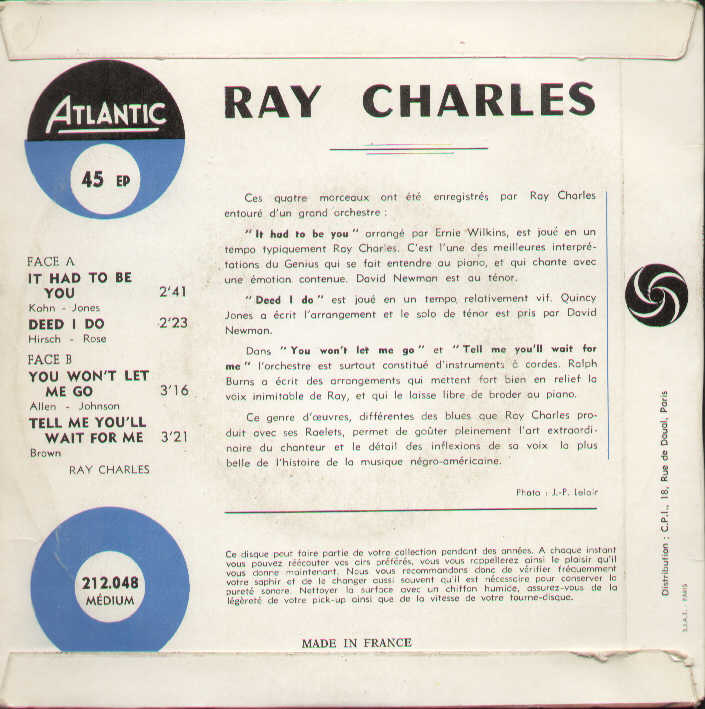 ATLANTIC
45 EP
RAY CHARLES
FACE A
IT HAD TO BE
YOU 2'41
Kahn - Jones
DEED I DO 2'23
Hirsch - Rose
FACE B
YOU WON'T LET
ME GO 3'16
Allen - Johnson
TELL ME YOU'LL
WAIT FOR ME 3'21
Brown
RAY CHARLES
212.048
MÉDIUM
Ces quatre morceaux ont été enregistrés par Ray Charles
entouré d'un grand orchestre :
"It had to be you" arrangé par Ernie Wilkins, est joué en un
tempo typiquement Ray Charles. C'est l'une des meilleures interpré-
tations du Genius qui se fait entendre au piano, et qui chante avec
une émotion contenue. David Newman est au ténor.
"Deed I do" est joué en un tempo relativement vif. Quincy
Jones a écrit l'arrangement et le solo de ténor est pris par David
Newman.
Dans "You won't let me go" et "Tell me you'll wait for
me" l'orchestre est surtout constitué d'instruments à cordes. Ralph
Burns a écrit des arrangements qui mettent fort bien en relief la
voix inimitable de Ray, et qui le laisse libre de broder au piano.
Ce genre d'œuvres, différentes des blues que Ray Charles pro-
duit avec ses Raelets, permet de goûter pleinement l'art extraordi-
naire du chanteur et le détail des inflexions de sa voix la plus
belle de l'histoire de la musique négro-américaine.
Photo : J.-P. Leloir
Ce disque peut faire partie de votre collection pendant des années. A chaque instant
vous pouvez réécouter vos airs préférés, vous vous rappellerez ainsi le plaisir qu'il
vous donne maintenant. Nous vous recommandons donc de vérifier fréquemment
votre saphir et de le changer aussi souvent qu'il est nécessaire pour conserver la
pureté sonore. Nettoyer la surface avec un chiffon humide, assurez-vous de la
légèreté de votre pick-up ainsi que de la vitesse de votre tourne-disque.
MADE IN FRANCE
Distribution : C.P.I., 18, Rue de Douai, Paris
PARIS